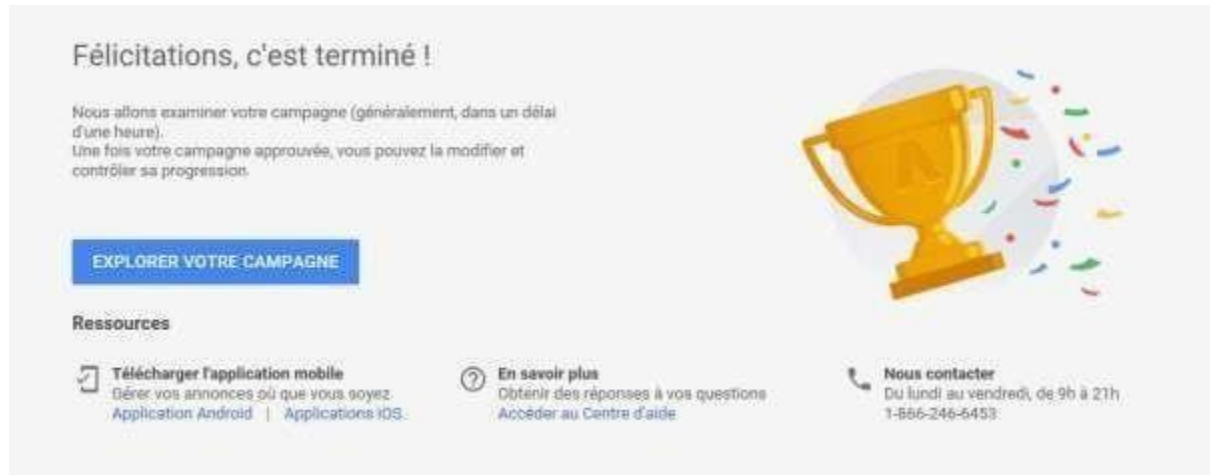 Félicitations, c'est terminé !
Nous allons examiner votre campagne (généralement, dans un délai
d'une heure).
Une fois votre campagne approuvée, vous pouvez la modifier et
contrôler sa progression.
EXPLORER VOTRE CAMPAGNE
Ressources
Télécharger l'application mobile
Gérer vos annonces où que vous soyez
Application Android | Applications iOS
En savoir plus
Obtenir des réponses à vos questions
Accéder au Centre d'aide
Nous contacter
Du lundi au vendredi, de 9h à 21h
1-866-246-6453